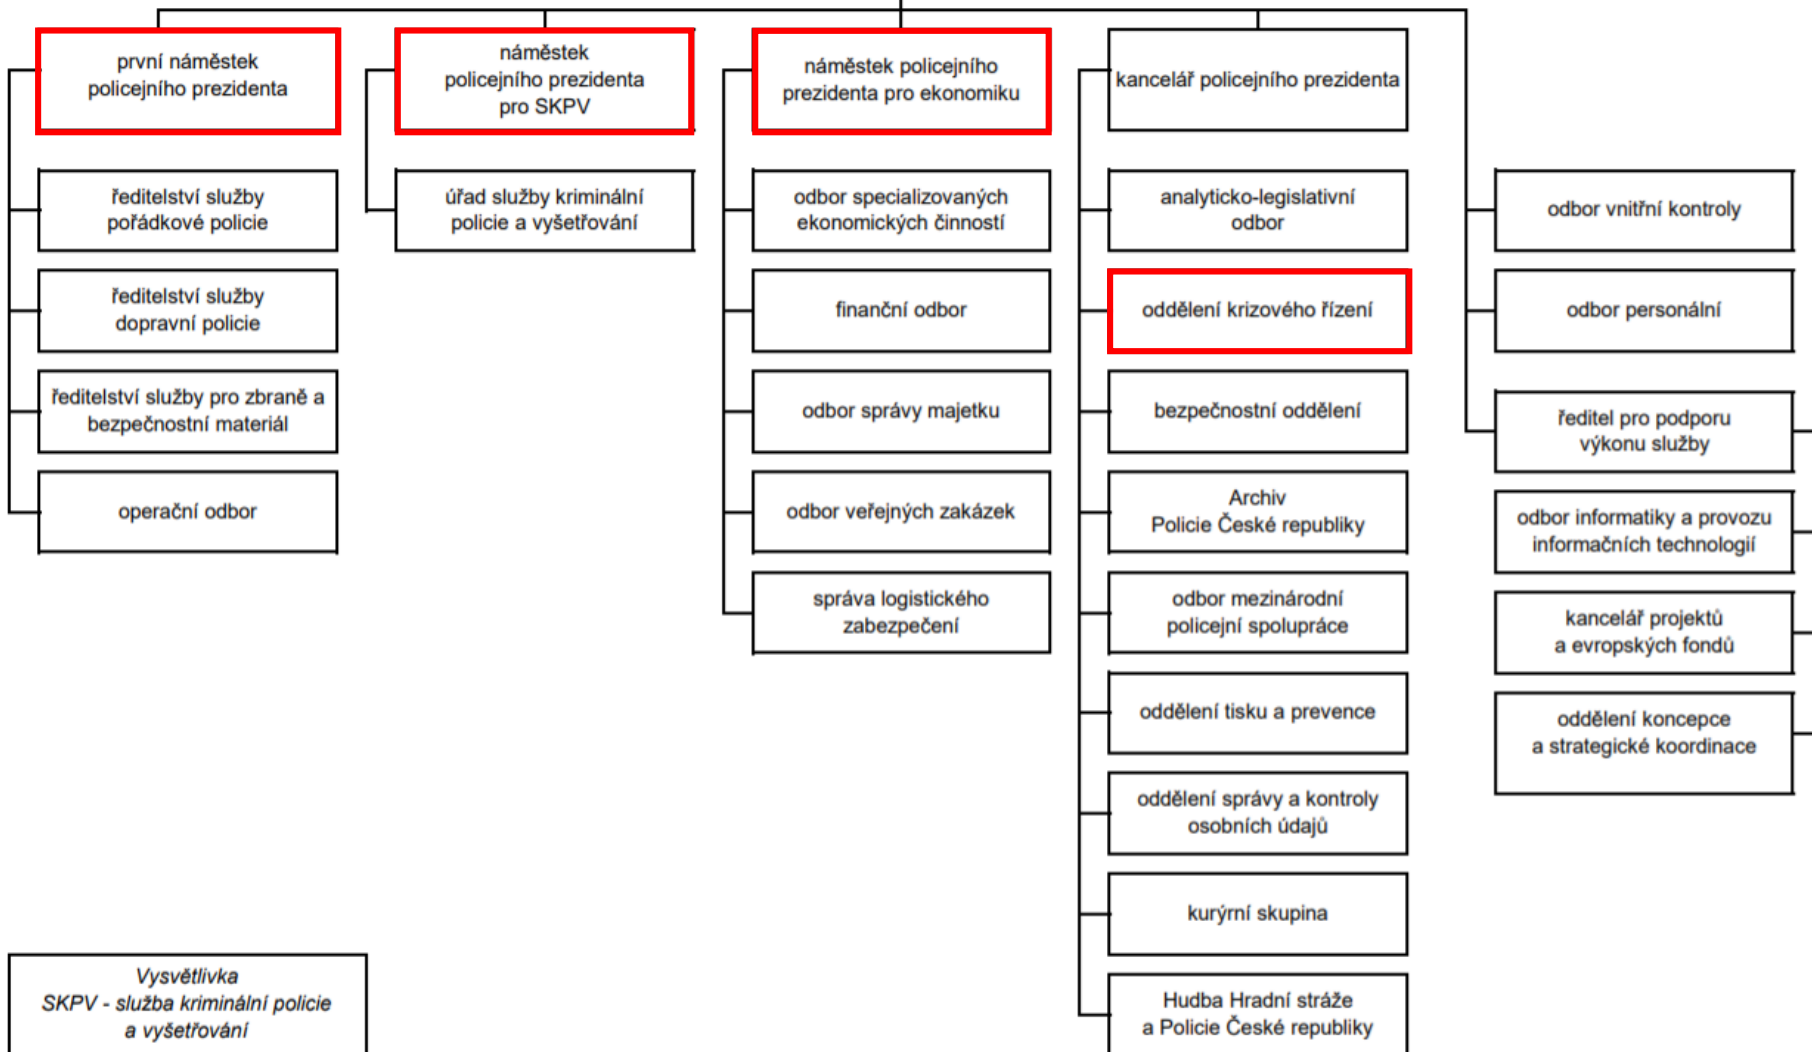 první náměstek
policejního prezidenta
ředitelství služby
pořádkové policie
ředitelství služby
dopravní policie
ředitelství služby pro zbraně a
bezpečnostní materiál
operační odbor
náměstek
policejního prezidenta
pro SKPV
úřad služby kriminální
policie a vyšetřování
náměstek policejního
prezidenta pro ekonomiku
odbor specializovaných
ekonomických činností
finanční odbor
odbor správy majetku
odbor veřejných zakázek
správa logistického
zabezpečení
kancelář policejního prezidenta
analyticko-legislativní
odbor
oddělení krizového řízení
bezpečnostní oddělení
Archiv
Policie České republiky
odbor mezinárodní
policejní spolupráce
oddělení tisku a prevence
oddělení správy a kontroly
osobních údajů
kurýrní skupina
Hudba Hradní stráže
a Policie České republiky
odbor vnitřní kontroly
odbor personální
ředitel pro podporu
výkonu služby
odbor informatiky a provozu
informačních technologií
kancelář projektů
a evropských fondů
oddělení koncepce
a strategické koordinace
Vysvětlivka
SKPV - služba kriminální policie
a vyšetřování